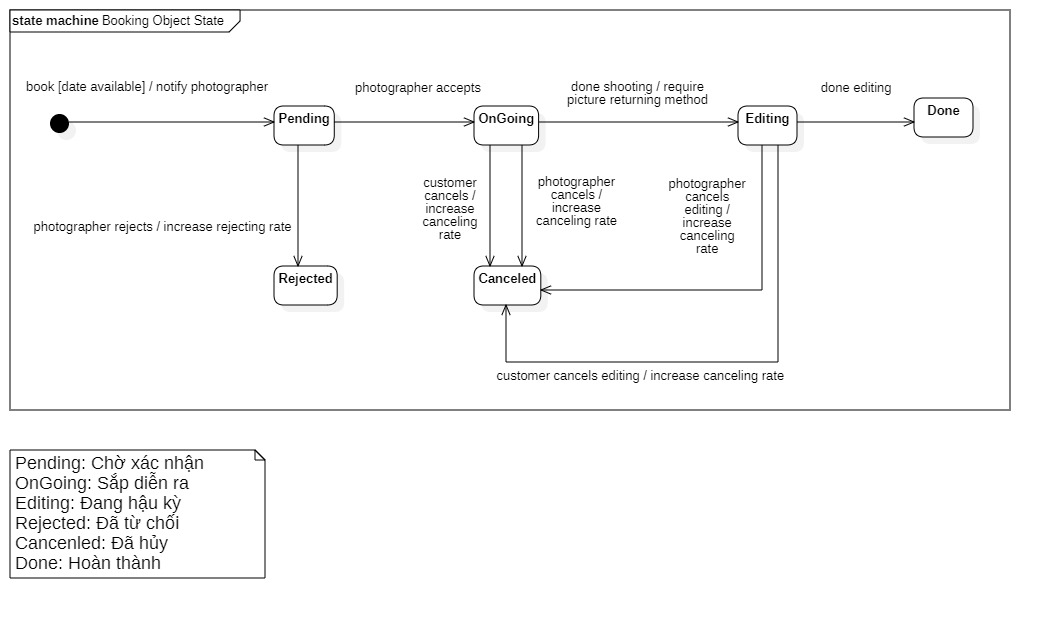 state machine Booking Object State
book [date available] / notify photographer
photographer accepts
done shooting / require
picture returning method
done editing
Pending
OnGoing
Editing
Done
customer
cancels /
increase
canceling
rate
photographer
cancels /
increase
canceling rate
photographer
cancels
editing /
increase
canceling
rate
photographer rejects / increase rejecting rate
Rejected
Canceled
customer cancels editing / increase canceling rate
Pending: Chờ xác nhận
OnGoing: Sắp diễn ra
Editing: Đang hậu kỳ
Rejected: Đã từ chối
Cancenled: Đã hủy
Done: Hoàn thành